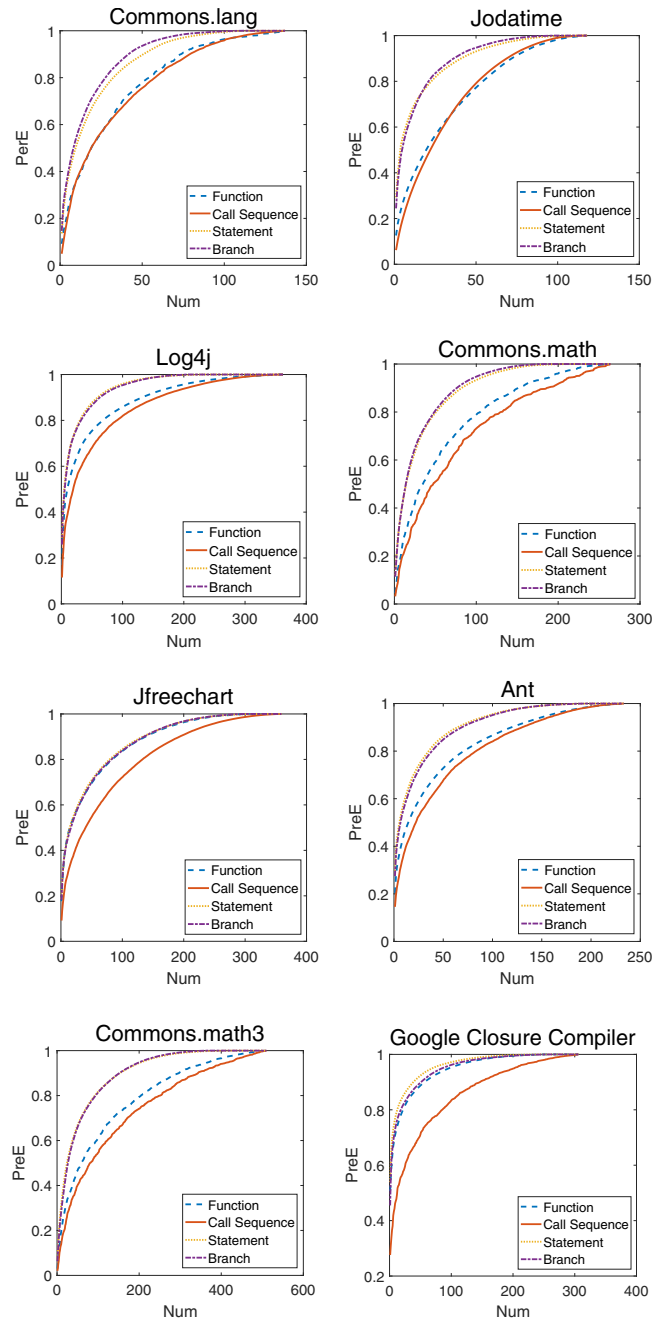 Commons.lang
1
0.8
0.6
0.4
0.2
0
0 50 100 150
PerE
Num
Function
Call Sequence
Statement
Branch
Jodatime
1
0.8
0.6
0.4
0.2
0
0 50 100 150
PreE
Num
Function
Call Sequence
Statement
Branch
Log4j
1
0.8
0.6
0.4
0.2
0
0 100 200 300 400
PreE
Num
Function
Call Sequence
Statement
Branch
Commons.math
1
0.8
0.6
0.4
0.2
0
0 100 200 300
PreE
Num
Function
Call Sequence
Statement
Branch
Jfreechart
1
0.8
0.6
0.4
0.2
0
0 100 200 300 400
PreE
Num
Function
Call Sequence
Statement
Branch
Ant
1
0.8
0.6
0.4
0.2
0
0 50 100 150 200 250
PreE
Num
Function
Call Sequence
Statement
Branch
Commons.math3
1
0.8
0.6
0.4
0.2
0
0 200 400 600
PreE
Num
Function
Call Sequence
Statement
Branch
Google Closure Compiler
1
0.8
0.6
0.4
0.2
0 100 200 300 400
PreE
Num
Function
Call Sequence
Statement
Branch